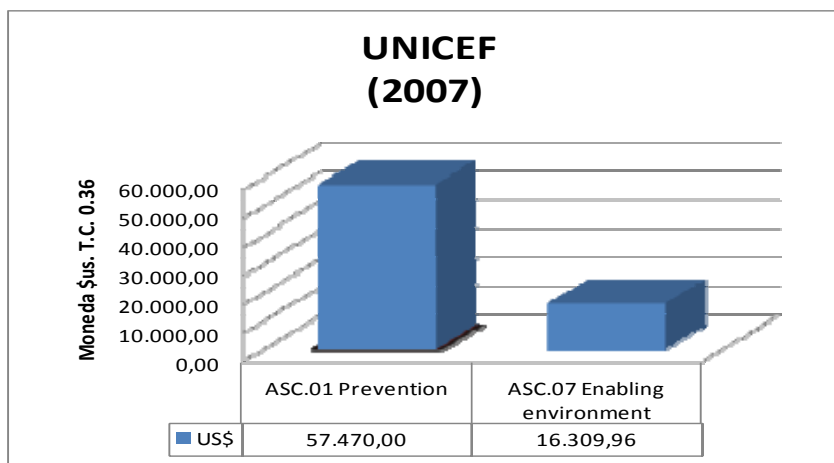 UNICEF
(2007)
Moneda $us. T.C. 0.36
60.000,00
50.000,00
40.000,00
30.000,00
20.000,00
10.000,00
0,00
ASC.01 Prevention
ASC.07 Enabling
environment
US$ 57.470,00 16.309,96